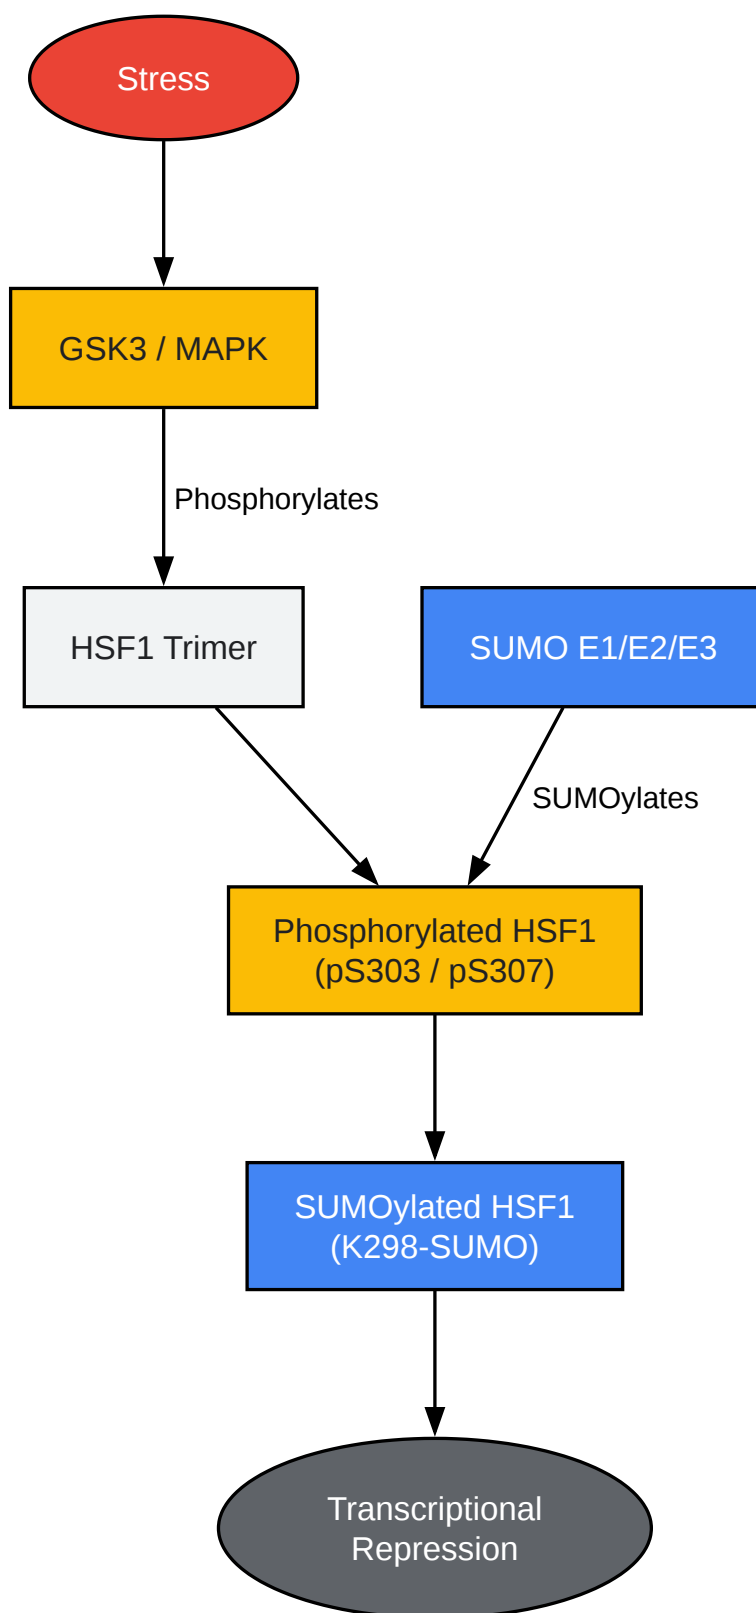 Stress
GSK3 / MAPK
Phosphorylates
HSF1 Trimer
SUMO E1/E2/E3
SUMOylates
Phosphorylated HSF1
(pS303 / pS307)
SUMOylated HSF1
(K298-SUMO)
Transcriptional
Repression